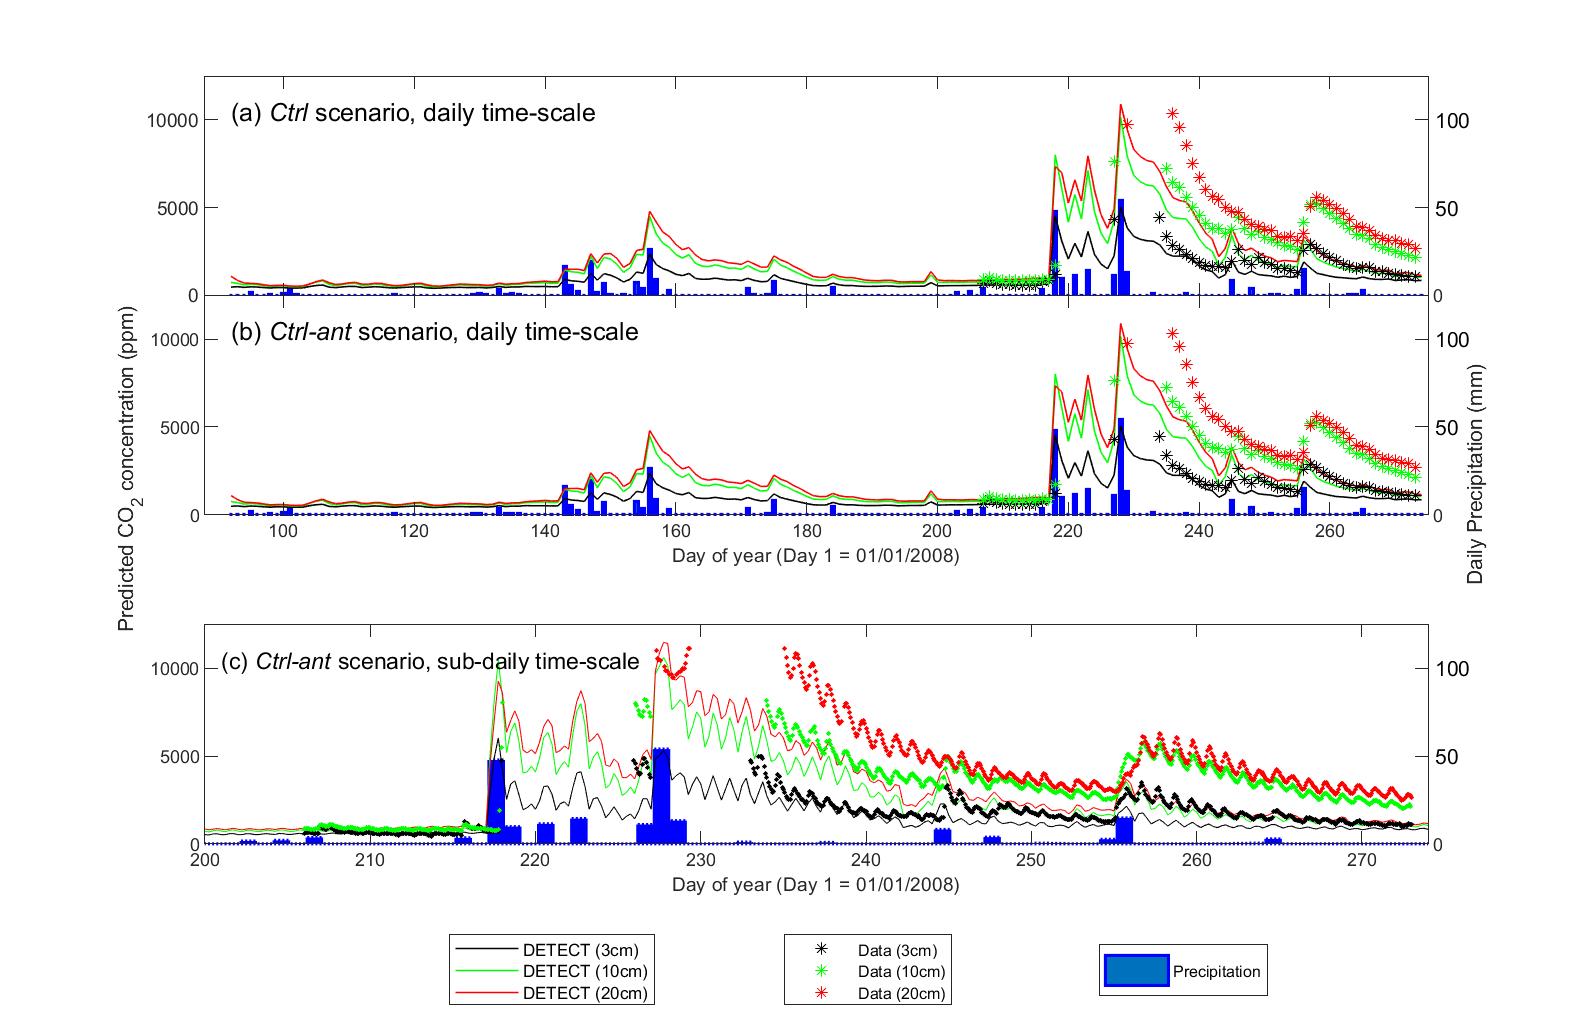 (a) Ctrl scenario, daily time-scale
10000
5000
0
100
50
0
(b) Ctrl-ant scenario, daily time-scale
10000
5000
0
100
50
0
100 120 140 160 180 200 220 240 260
Day of year (Day 1 = 01/01/2008)
Predicted CO2 concentration (ppm)
Daily Precipitation (mm)
(c) Ctrl-ant scenario, sub-daily time-scale
10000
5000
0
100
50
0
200 210 220 230 240 250 260 270
Day of year (Day 1 = 01/01/2008)
DETECT (3cm)
DETECT (10cm)
DETECT (20cm)
Data (3cm)
Data (10cm)
Data (20cm)
Precipitation